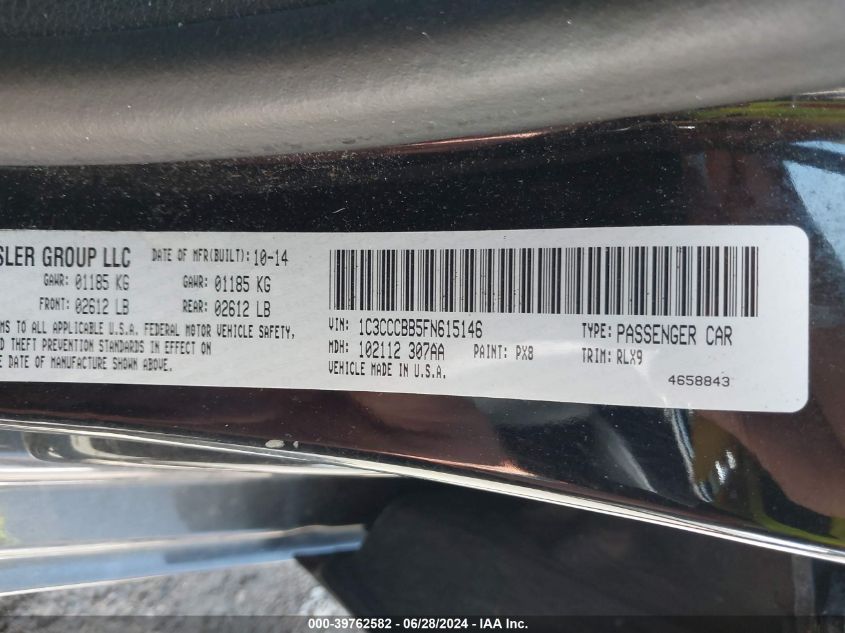 SLER GROUP LLC DATE OF MFR(BUILT): 10-14
GAWR: 01185 KG GAWR: 01185 KG
FRONT: 02612 LB REAR: 02612 LB
MS TO ALL APPLICABLE U.S.A. FEDERAL MOTOR VEHICLE SAFETY,
D THEFT PREVENTION STANDARDS IN EFFECT
E DATE OF MANUFACTURE SHOWN ABOVE.
VIN: 1C3CCCBB5FN615146 TYPE: PASSENGER CAR
MDH: 102112 307AA PAINT: PX8 TRIM: RLX9
VEHICLE MADE IN U.S.A. 4658843
000-39762582 / 06/28/2024 / IAA Inc.